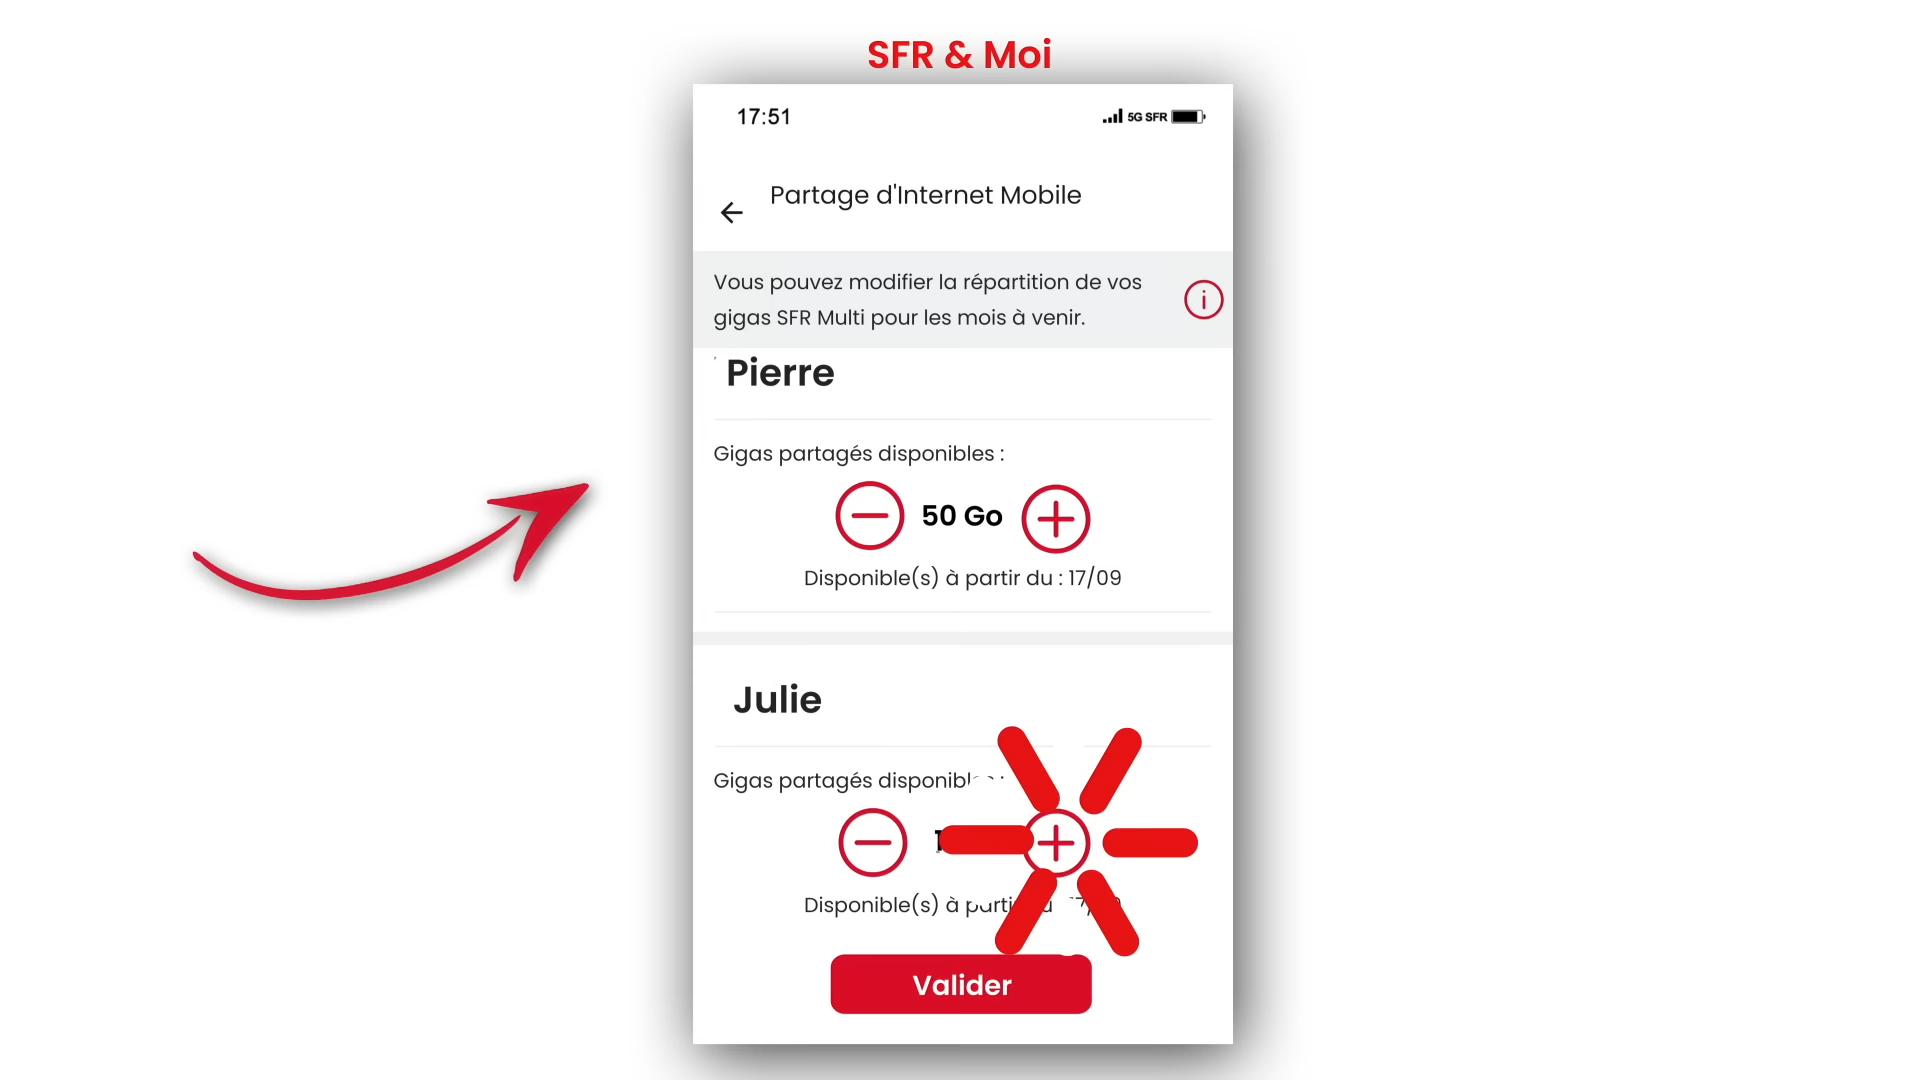 SFR & Moi
17:51
5G SFR
Partage d'Internet Mobile
Vous pouvez modifier la répartition de vos
gigas SFR Multi pour les mois à venir.
Pierre
Gigas partagés disponibles :
50 Go
Disponible(s) à partir du : 17/09
Julie
Gigas partagés :
Disponible(s) à
Valider